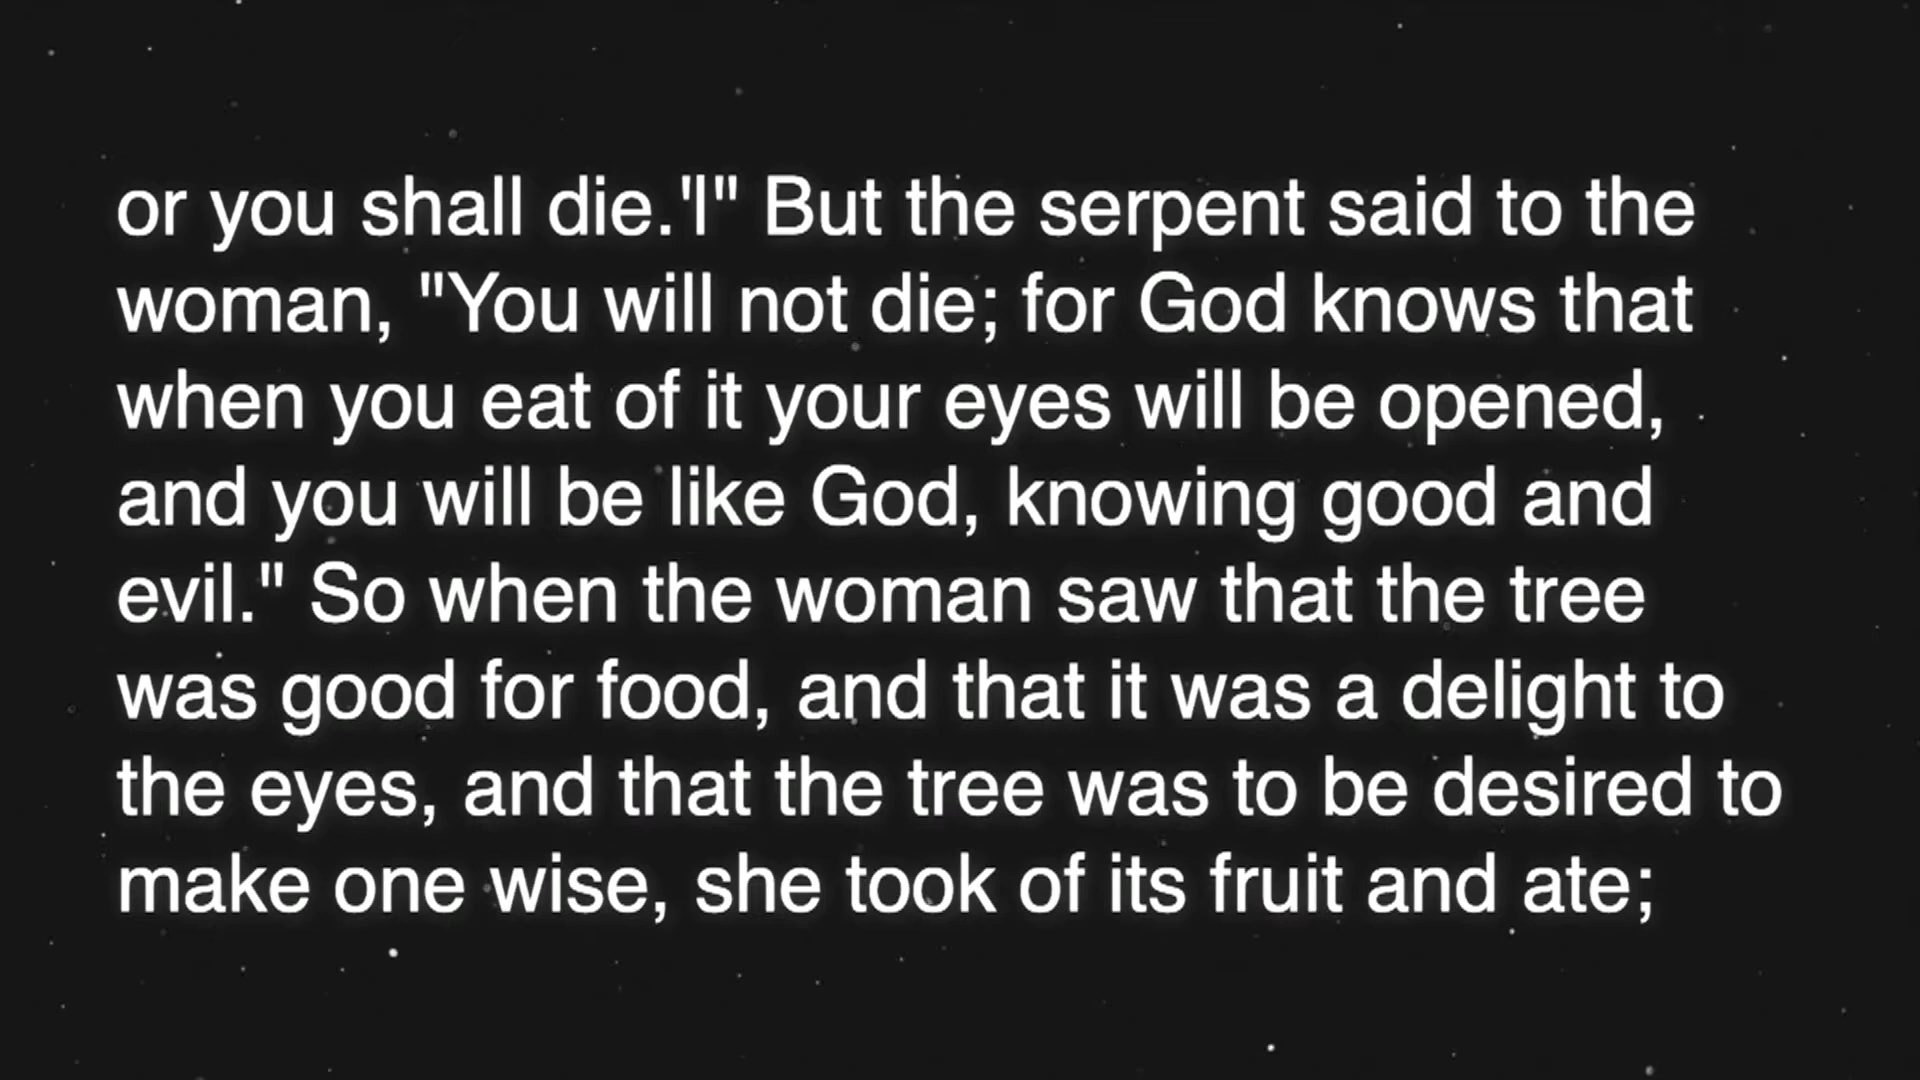 or you shall die.'l" But the serpent said to the
woman, "You will not die; for God knows that
when you eat of it your eyes will be opened,
and you will be like God, knowing good and
evil." So when the woman saw that the tree
was good for food, and that it was a delight to
the eyes, and that the tree was to be desired to
make one wise, she took of its fruit and ate;